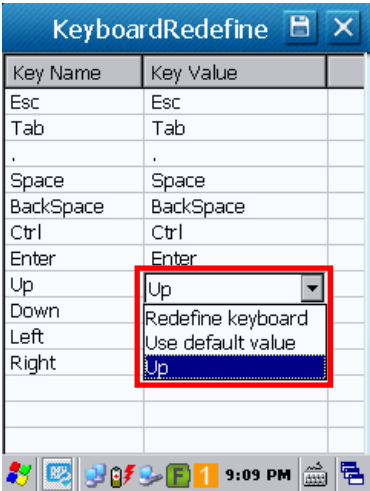 KeyboardRedefine
Key Name Key Value
Esc Esc
Tab Tab
. .
Space Space
BackSpace BackSpace
Ctrl Ctrl
Enter Enter
Up Up
Down Redefine keyboard
Left Use default value
Right Up
F 1 9:09 PM